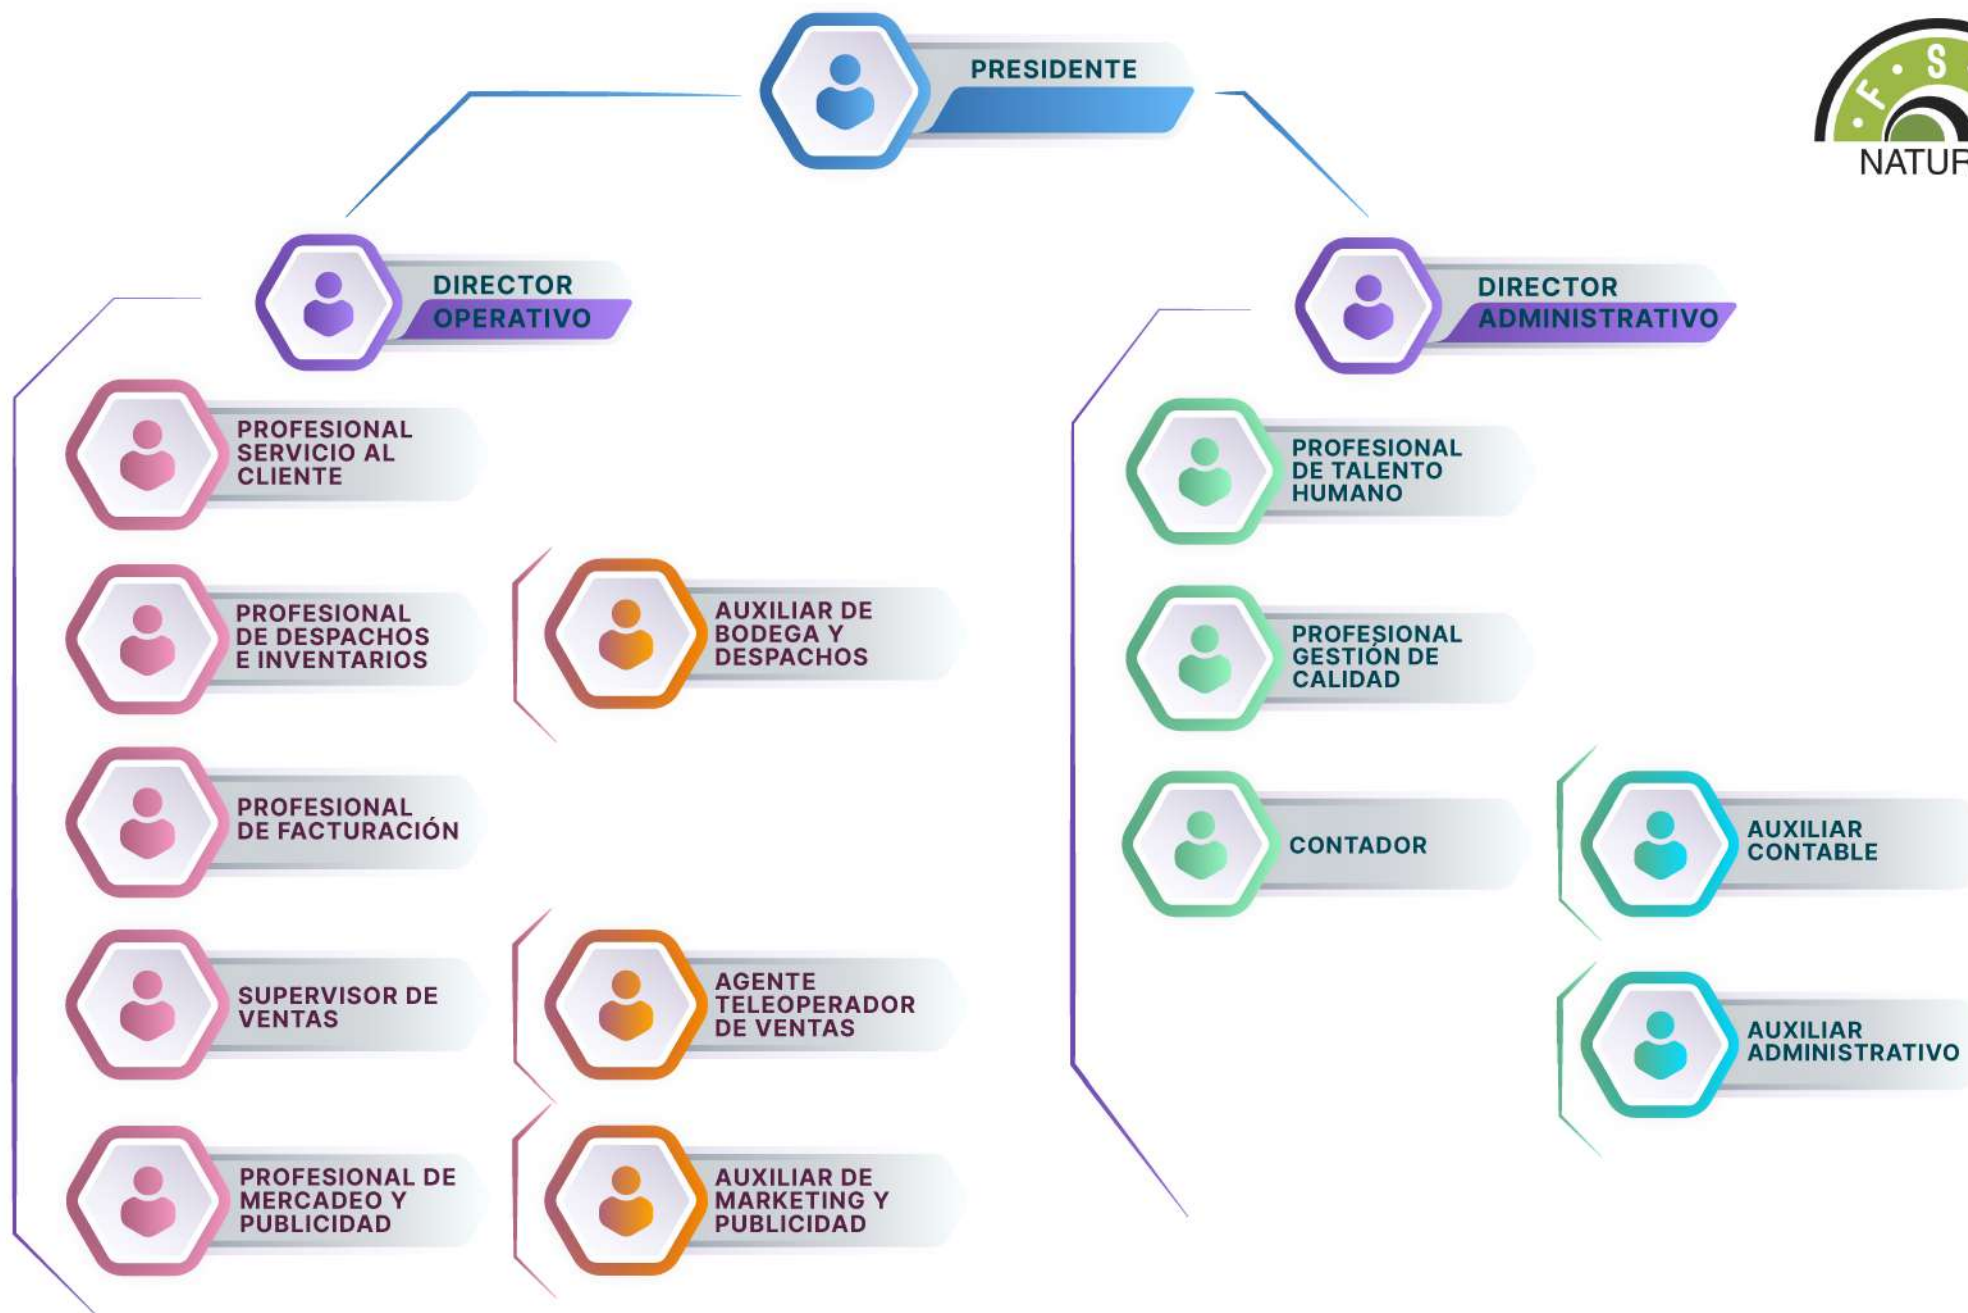 PRESIDENTE
F · S ·
NATUR
DIRECTOR
OPERATIVO
DIRECTOR
ADMINISTRATIVO
PROFESIONAL
SERVICIO AL
CLIENTE
PROFESIONAL
DE DESPACHOS
E INVENTARIOS
AUXILIAR DE
BODEGA Y
DESPACHOS
PROFESIONAL
DE FACTURACIÓN
SUPERVISOR DE
VENTAS
AGENTE
TELEOPERADOR
DE VENTAS
PROFESIONAL DE
MERCADEO Y
PUBLICIDAD
AUXILIAR DE
MARKETING Y
PUBLICIDAD
PROFESIONAL
DE TALENTO
HUMANO
PROFESIONAL
GESTIÓN DE
CALIDAD
CONTADOR
AUXILIAR
CONTABLE
AUXILIAR
ADMINISTRATIVO